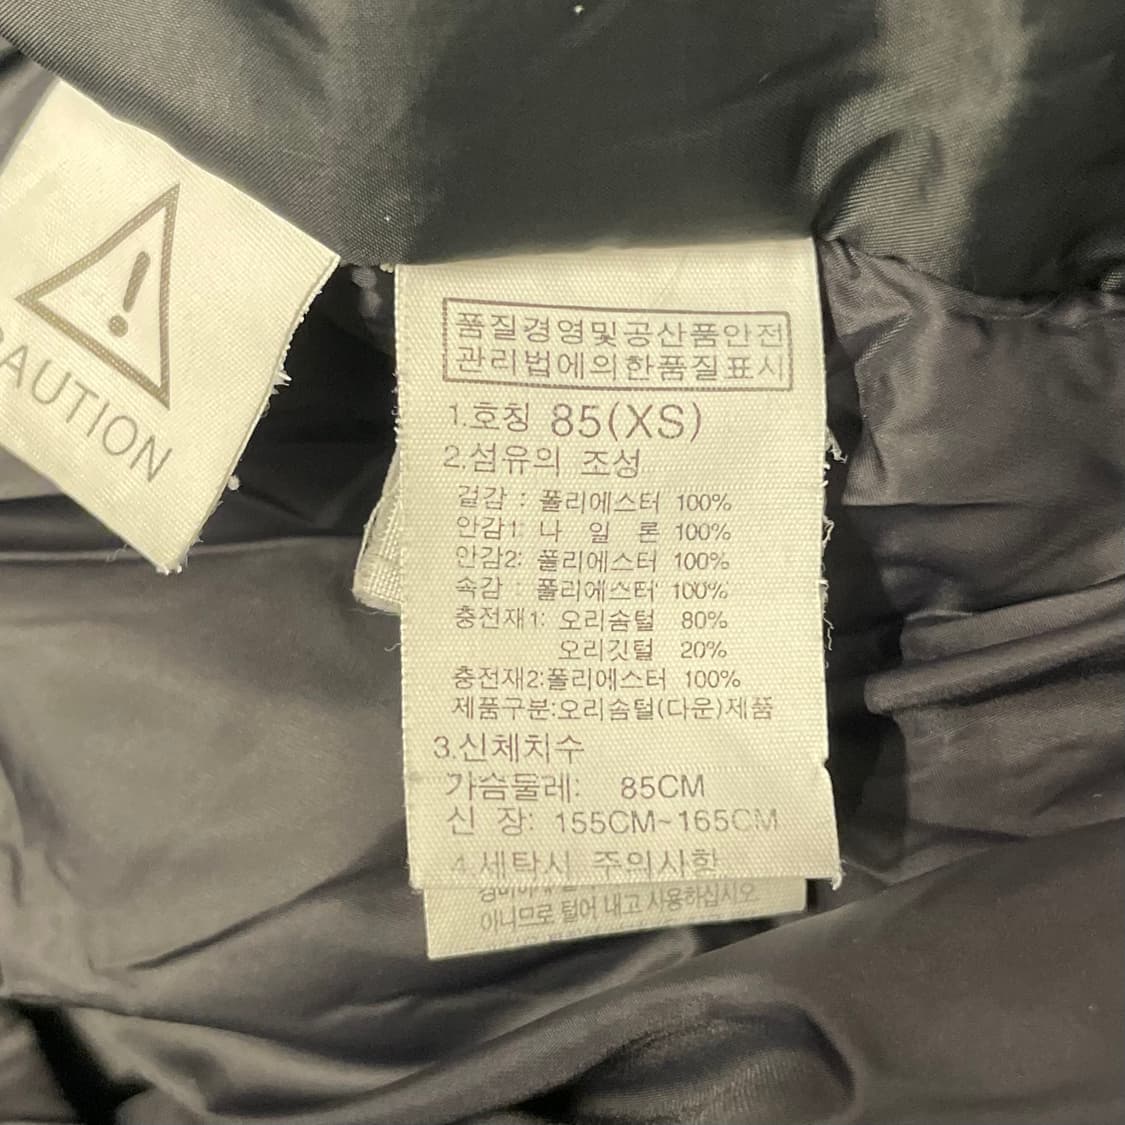 CAUTION
품질경영및공산품안전
관리법에의한품질표시
1.호칭 85(XS)
2.섬유의 조성
겉감 : 폴리에스터 100%
안감1: 나 일 론 100%
안감2: 폴리에스터 100%
속감 : 폴리에스터 100%
충전재1: 오리솜털 80%
오리깃털 20%
충전재2:폴리에스터 100%
제품구분:오리솜털(다운)제품
3.신체치수
가슴물레: 85CM
신 장: 155CM~165CM
4.세탁시 주의사항
아니므로 털어 내고 사용하십시오